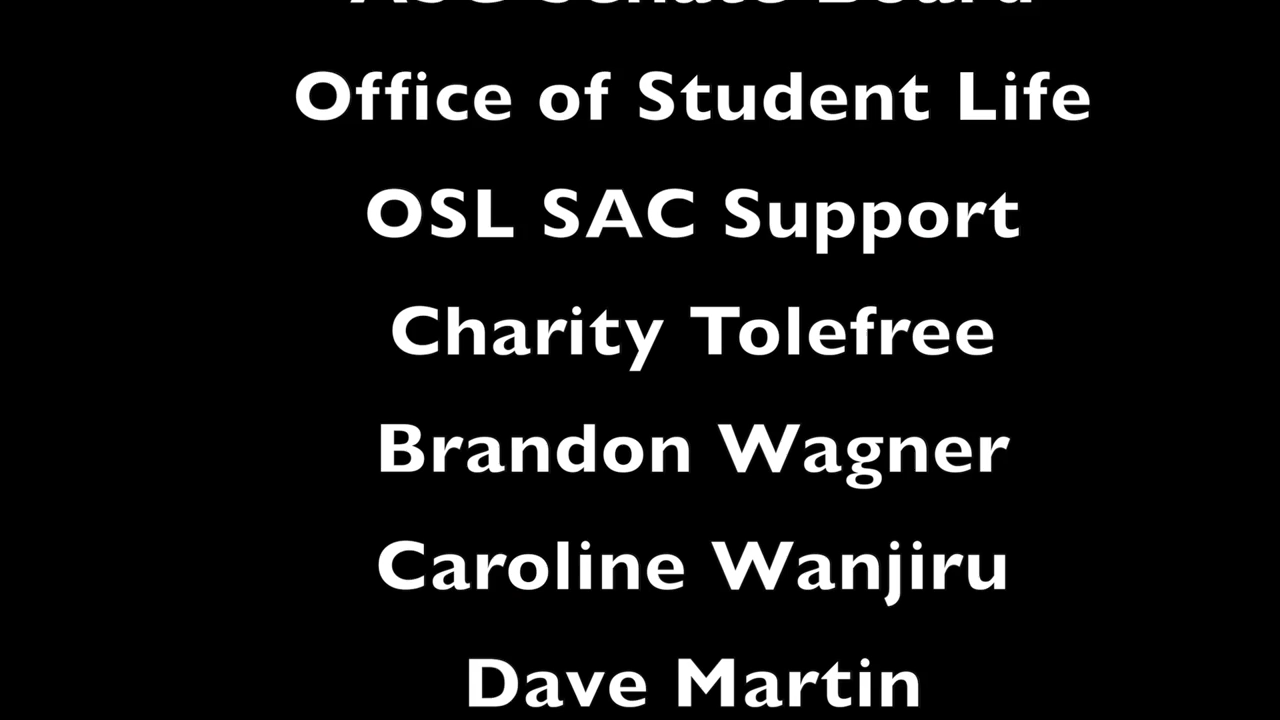 Office of Student Life
OSL SAC Support
Charity Tolefree
Brandon Wagner
Caroline Wanjiru
Dave Martin